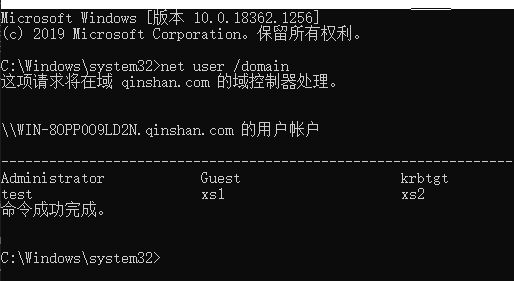 Microsoft Windows [版本 10.0.18362.1256]
(c) 2019 Microsoft Corporation。保留所有权利。
C:\Windows\system32>net user /domain
这项请求将在域 qinshan.com 的域控制器处理。
\\WIN-8OPPO09LD2N.qinshan.com 的用户帐户
-------------------------------------------------------------------------------
Administrator Guest krbtgt
test xs1 xs2
命令成功完成。
C:\Windows\system32>